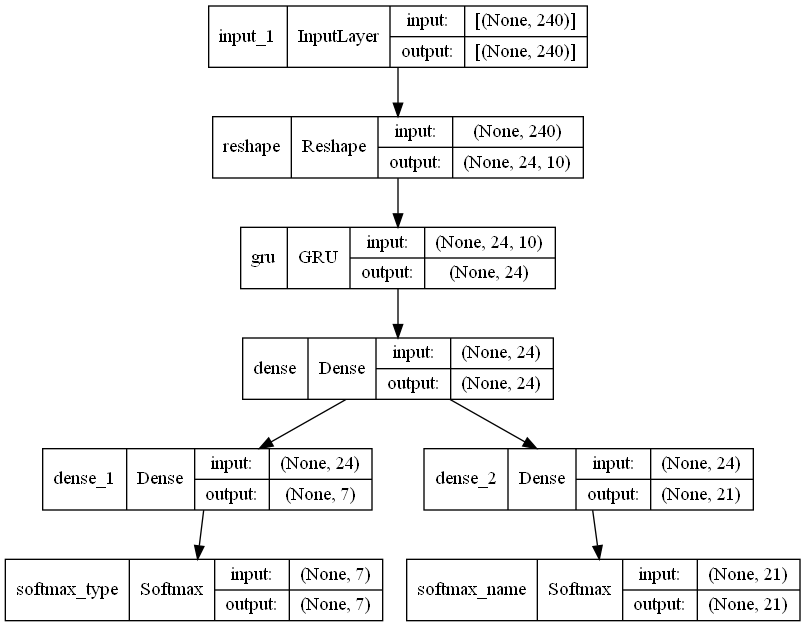 input_1 InputLayer input: [(None, 240)]
output: [(None, 240)]
reshape Reshape input: (None, 240)
output: (None, 24, 10)
gru GRU input: (None, 24, 10)
output: (None, 24)
dense Dense input: (None, 24)
output: (None, 24)
dense_1 Dense input: (None, 24)
output: (None, 7)
dense_2 Dense input: (None, 24)
output: (None, 21)
softmax_type Softmax input: (None, 7)
output: (None, 7)
softmax_name Softmax input: (None, 21)
output: (None, 21)